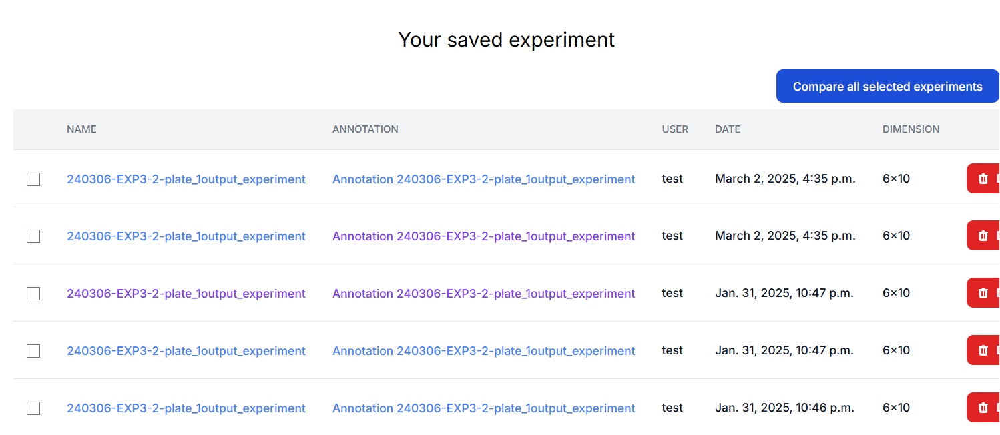 Your saved experiment
Compare all selected experiments
NAME ANNOTATION USER DATE DIMENSION
240306-EXP3-2-plate_1output_experiment Annotation 240306-EXP3-2-plate_1output_experiment test March 2, 2025, 4:35 p.m. 6×10
240306-EXP3-2-plate_1output_experiment Annotation 240306-EXP3-2-plate_1output_experiment test March 2, 2025, 4:35 p.m. 6×10
240306-EXP3-2-plate_1output_experiment Annotation 240306-EXP3-2-plate_1output_experiment test Jan. 31, 2025, 10:47 p.m. 6×10
240306-EXP3-2-plate_1output_experiment Annotation 240306-EXP3-2-plate_1output_experiment test Jan. 31, 2025, 10:47 p.m. 6×10
240306-EXP3-2-plate_1output_experiment Annotation 240306-EXP3-2-plate_1output_experiment test Jan. 31, 2025, 10:46 p.m. 6×10